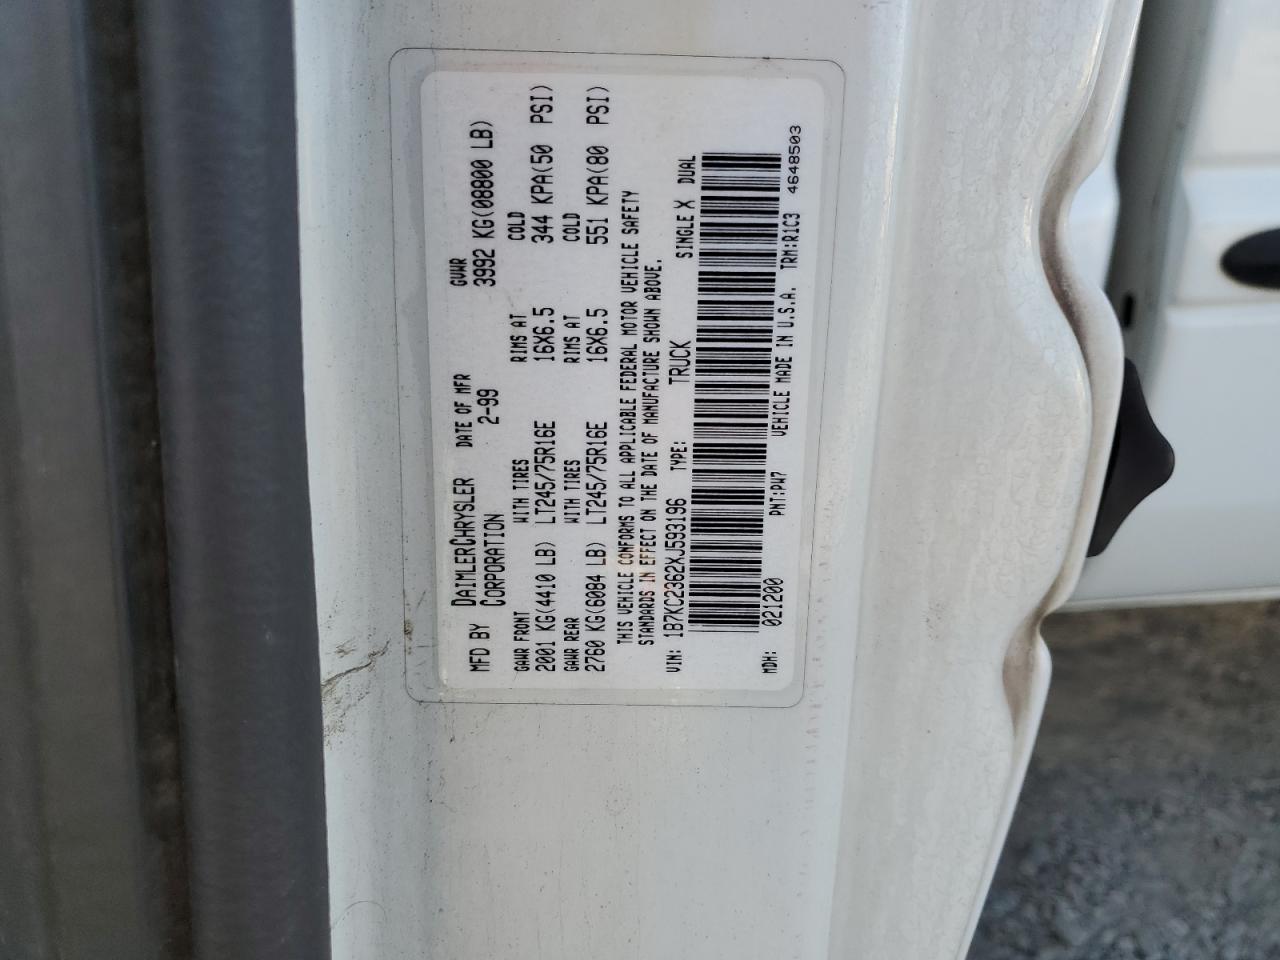 MFD BY DAIMLERCHRYSLER CORPORATION DATE OF MFR 2-99 GVWR 3992 KG(08800 LB)
GAWR FRONT WITH TIRES RIMS AT COLD
2001 KG(4410 LB) LT245/75R16E 16X6.5 344 KPA(50 PSI)
GAWR REAR WITH TIRES RIMS AT COLD
2760 KG(6084 LB) LT245/75R16E 16X6.5 551 KPA(80 PSI)
THIS VEHICLE CONFORMS TO ALL APPLICABLE FEDERAL MOTOR VEHICLE SAFETY
STANDARDS IN EFFECT ON THE DATE OF MANUFACTURE SHOWN ABOVE.
VIN: 1B7KC2362XJ593196 TYPE: TRUCK SINGLE X DUAL
MDH: 021200 PNT:PW7 VEHICLE MADE IN U.S.A. TRM:R1C3 4648503